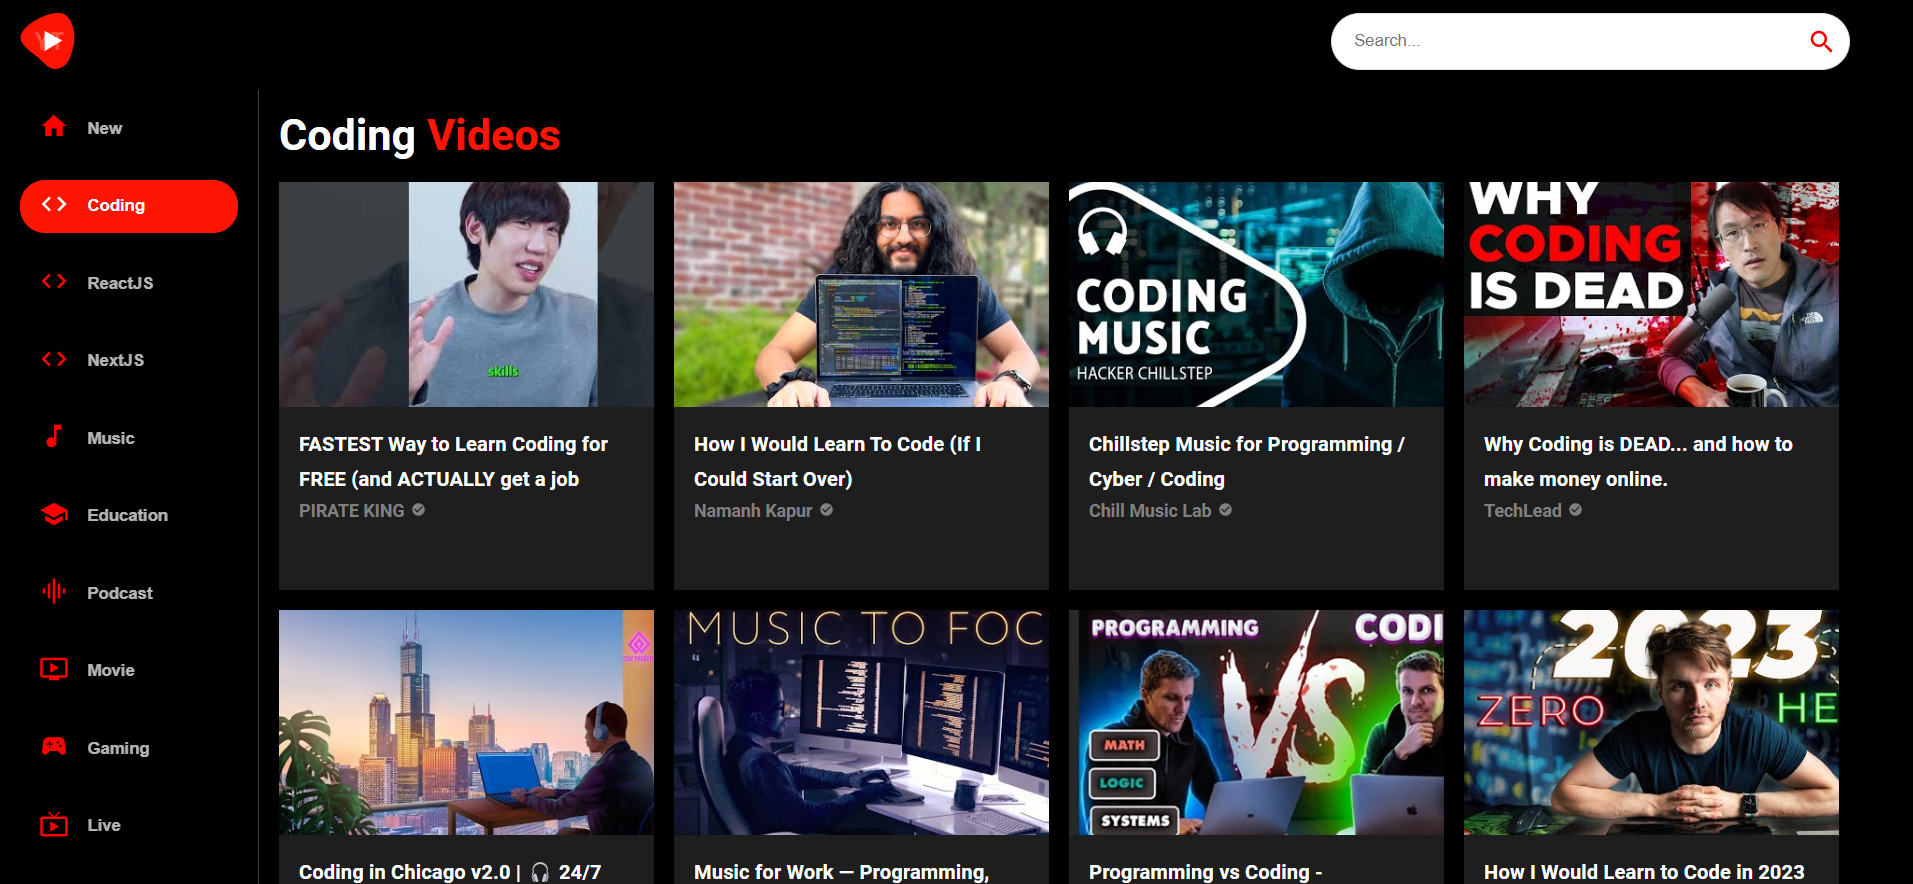 YT
Search...
New
Coding
ReactJS
NextJS
Music
Education
Podcast
Movie
Gaming
Live
Coding Videos
skills
FASTEST Way to Learn Coding for
FREE (and ACTUALLY get a job
PIRATE KING
How I Would Learn To Code (If I
Could Start Over)
Namanh Kapur
CODING
MUSIC
HACKER CHILLSTEP
Chillstep Music for Programming /
Cyber / Coding
Chill Music Lab
WHY
CODING
IS DEAD
Why Coding is DEAD... and how to
make money online.
TechLead
CODE PIONEER
Coding in Chicago v2.0 | 🎧 24/7
MUSIC TO FOC
Music for Work — Programming,
PROGRAMMING CODI
VS
MATH
LOGIC
SYSTEMS
Programming vs Coding -
2023
ZERO HE
How I Would Learn to Code in 2023